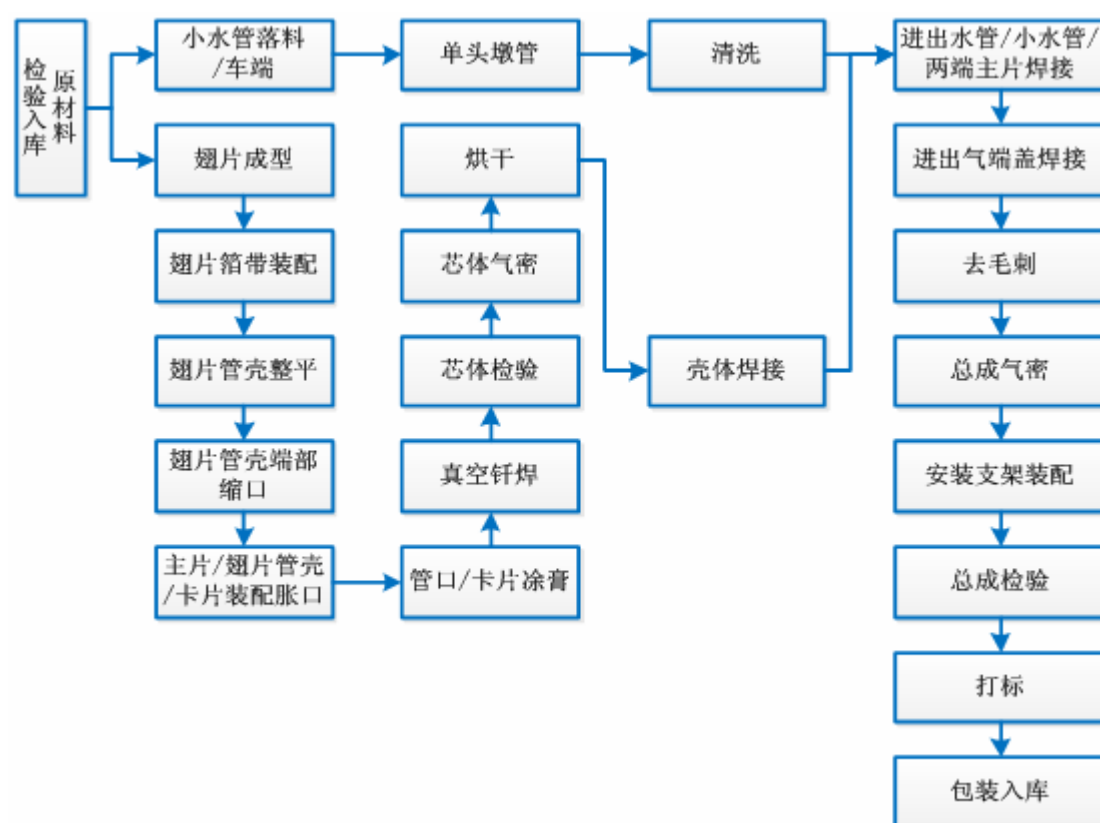 原材料
检验入库
小水管落料
/车端
单头墩管
清洗
进出水管/小水管/
两端主片焊接
翅片成型
烘干
进出气端盖焊接
翅片箔带装配
芯体气密
去毛刺
翅片管壳整平
芯体检验
壳体焊接
总成气密
翅片管壳端部
缩口
真空钎焊
安装支架装配
主片/翅片管壳
/卡片装配胀口
管口/卡片凃膏
总成检验
打标
包装入库